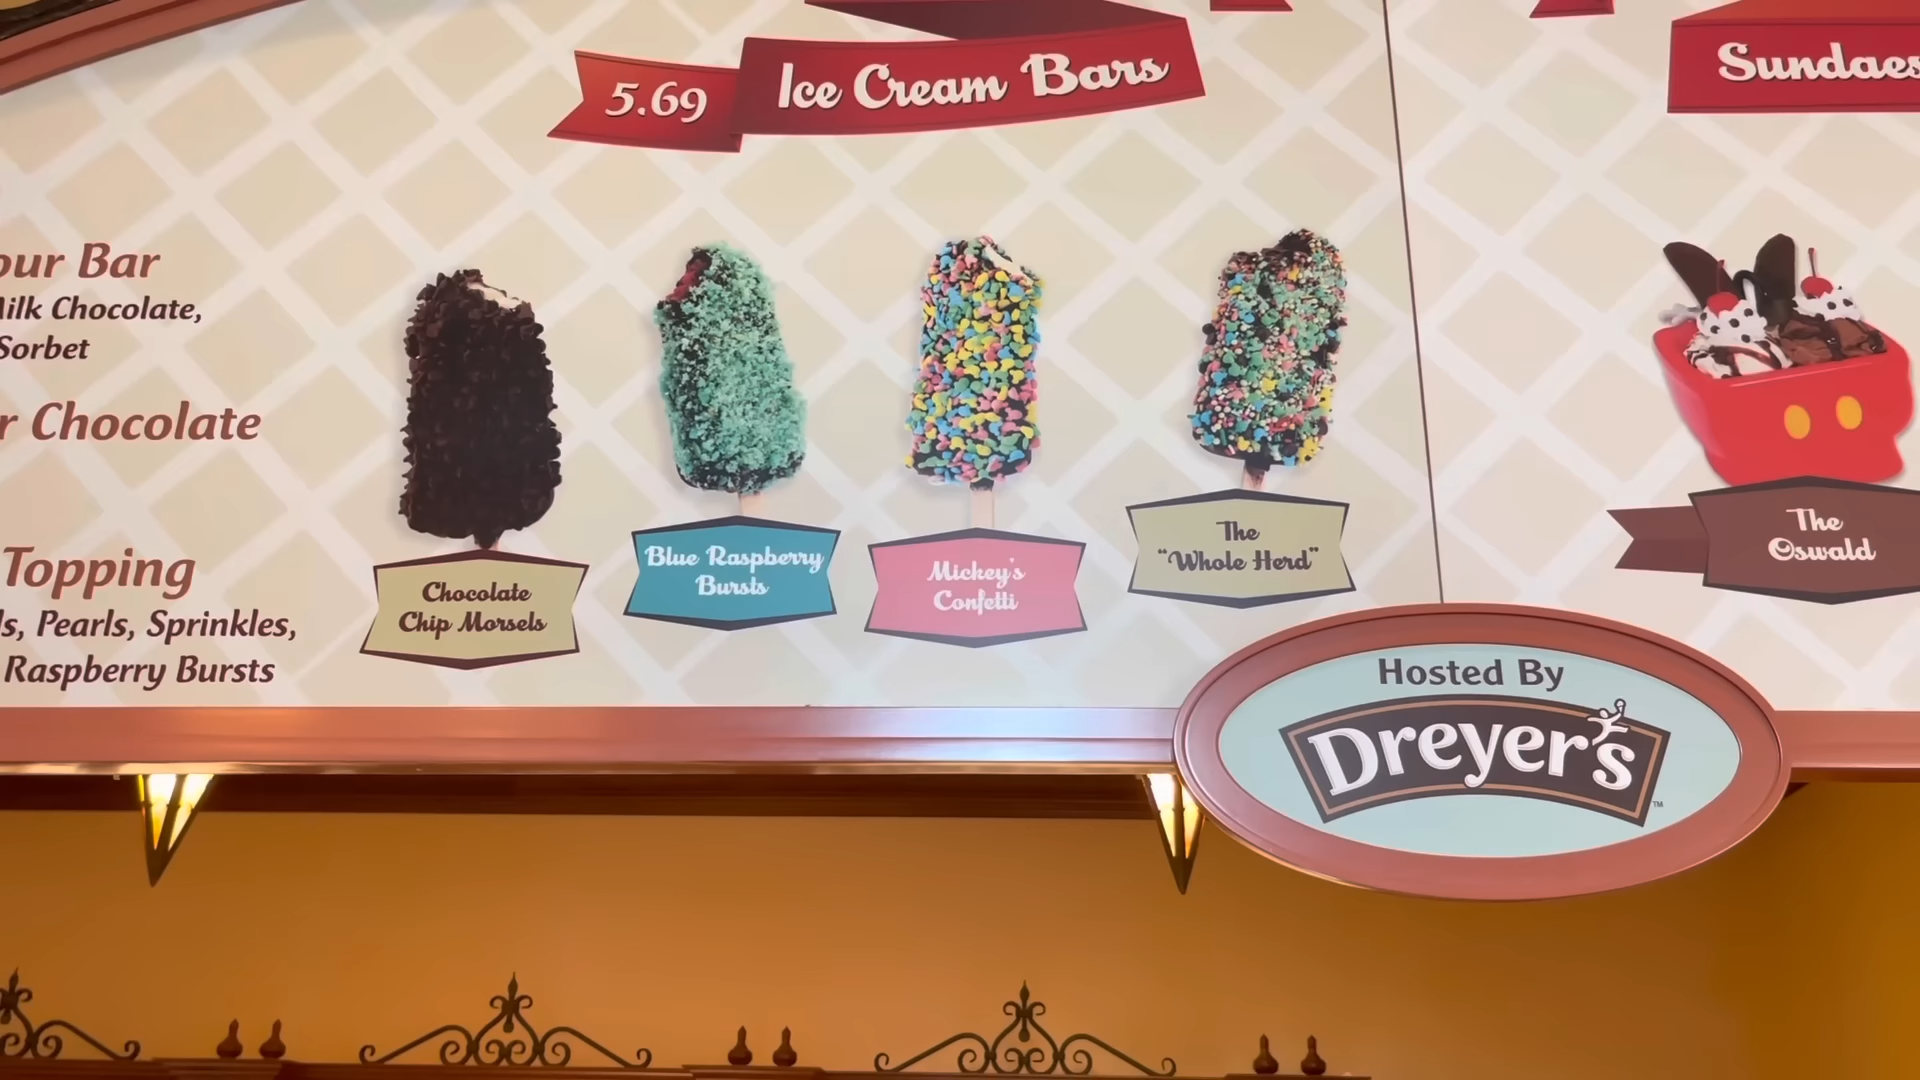 5.69 Ice Cream Bars
Sundaes
our Bar
Milk Chocolate,
Sorbet
r Chocolate
Topping
ls, Pearls, Sprinkles,
Raspberry Bursts
Chocolate
Chip Morsels
Blue Raspberry
Bursts
Mickey's
Confetti
The
"Whole Herd"
The
Oswald
Hosted By
Dreyer's
TM